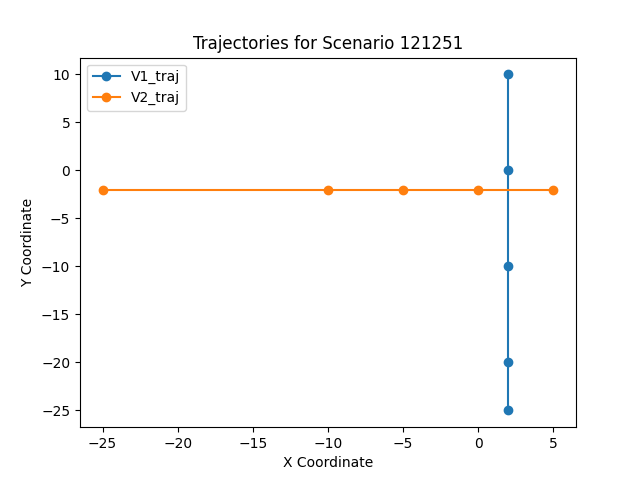 Trajectories for Scenario 121251
V1_traj
V2_traj
10
5
0
−5
−10
−15
−20
−25
Y Coordinate
−25 −20 −15 −10 −5 0 5
X Coordinate